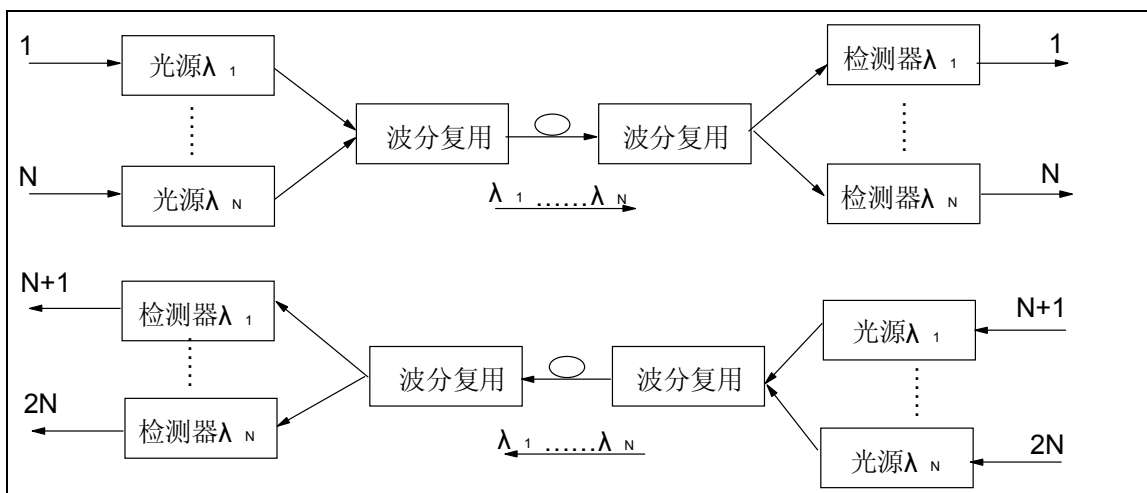 1
光源λ 1
检测器λ 1
1
波分复用
波分复用
N
光源λ N
λ 1 ......λ N
检测器λ N
N
N+1
检测器λ 1
光源λ 1
N+1
波分复用
波分复用
2N
检测器λ N
λ 1 ......λ N
光源λ N
2N